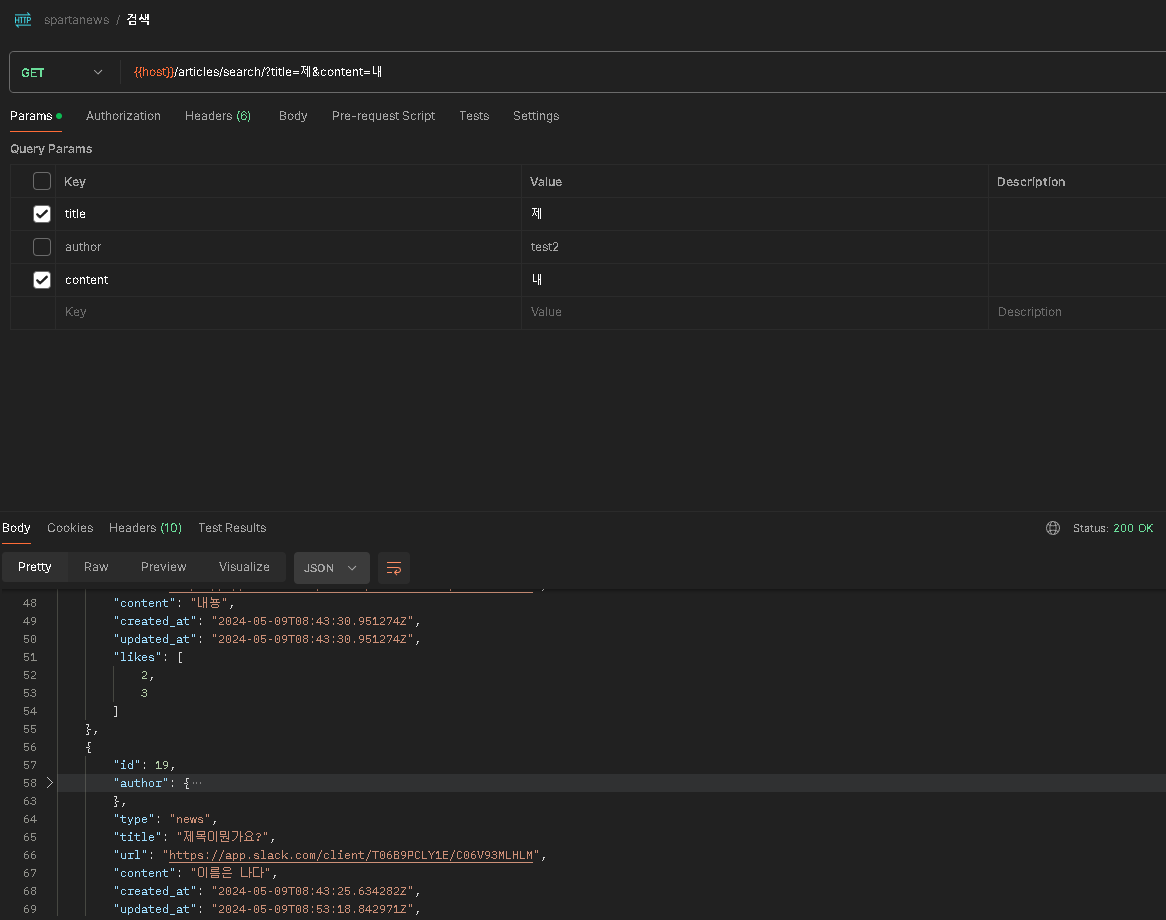 HTTP spartanews / 검색
GET {{host}}/articles/search/?title=제&content=내
Params Authorization Headers (6) Body Pre-request Script Tests Settings
Query Params
Key Value Description
title 제
author test2
content 내
Key Value Description
Body Cookies Headers (10) Test Results Status: 200 OK
Pretty Raw Preview Visualize JSON
48 "content": "내뇽",
49 "created_at": "2024-05-09T08:43:30.951274Z",
50 "updated_at": "2024-05-09T08:43:30.951274Z",
51 "likes": [
52 2,
53 3
54 ]
55 },
56 {
57 "id": 19,
58 "author": {…
63 },
64 "type": "news",
65 "title": "제목이뭔가요?",
66 "url": "https://app.slack.com/client/T06B9PCLY1E/C06V93MLHLM",
67 "content": "이름은 나다",
68 "created_at": "2024-05-09T08:43:25.634282Z",
69 "updated_at": "2024-05-09T08:53:18.842971Z",